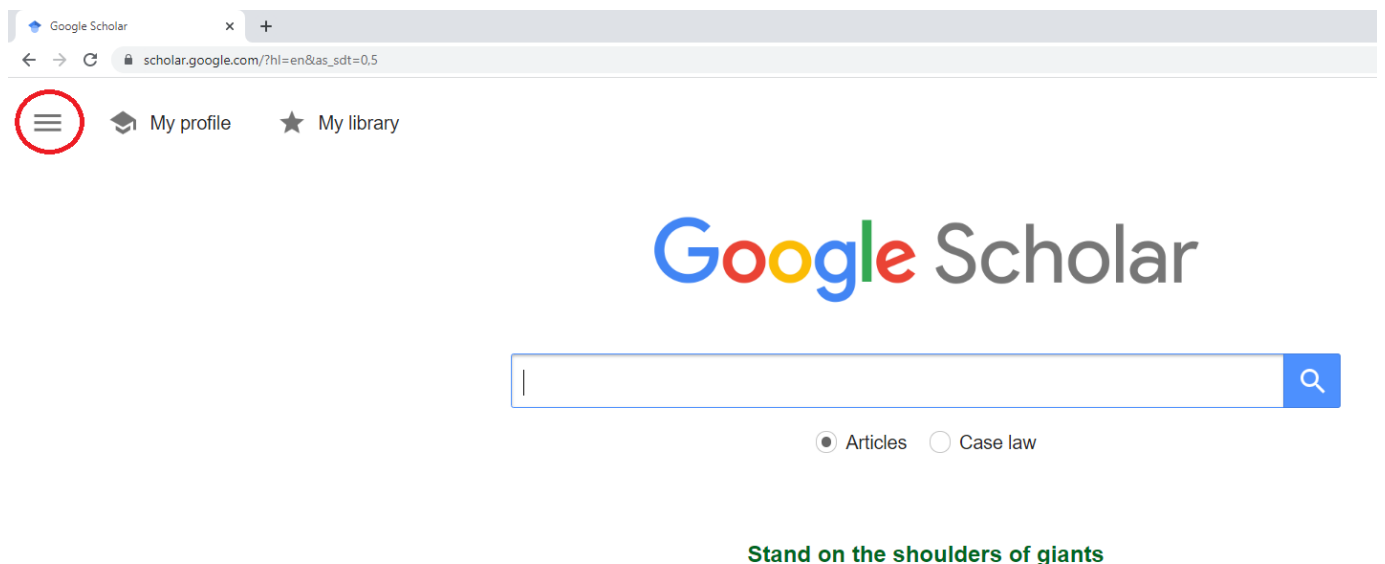 Google Scholar
scholar.google.com/?hl=en&as_sdt=0,5
My profile My library
Google Scholar
Articles Case law
Stand on the shoulders of giants